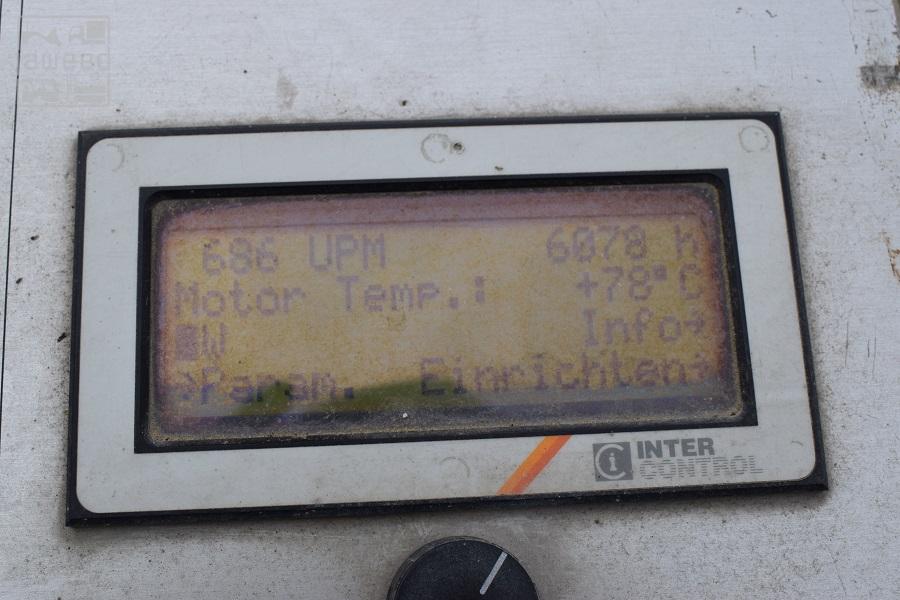 686 UPM 6078 h
Motor Temp.: +78°C
W Info→
→Param. Einrichten→
INTER
CONTROL